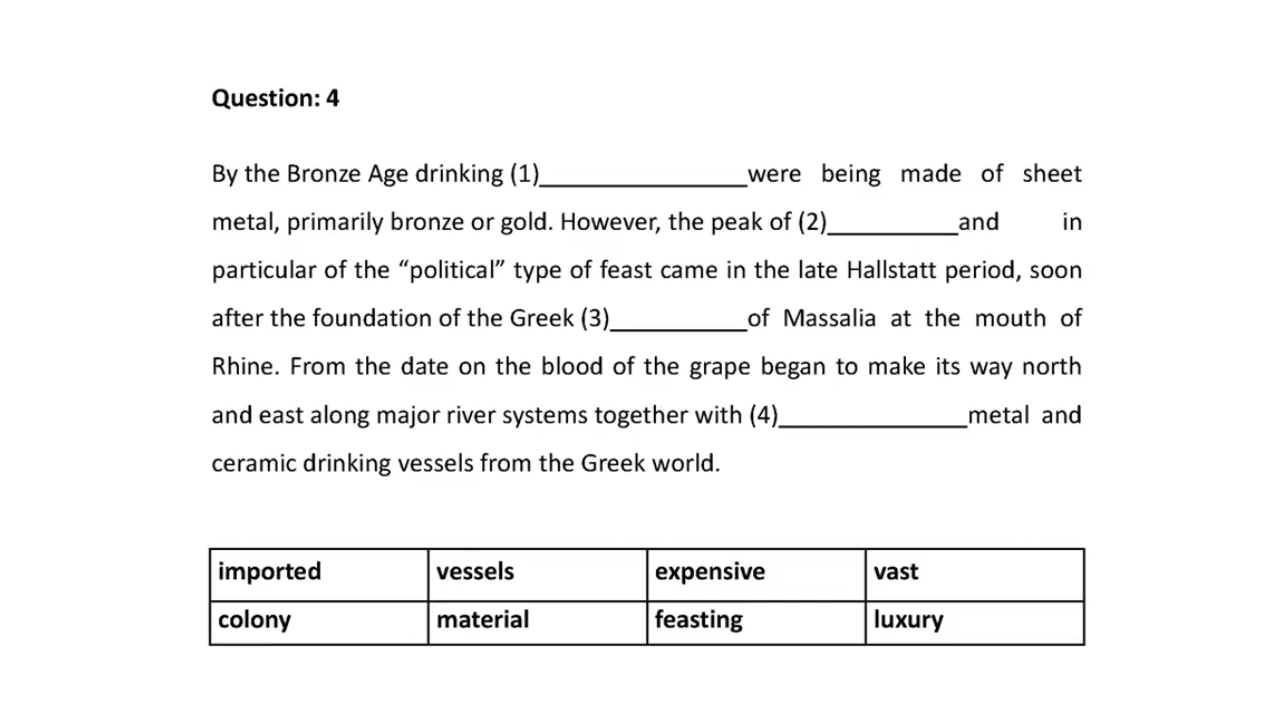 Question: 4
By the Bronze Age drinking (1)________________were being made of sheet
metal, primarily bronze or gold. However, the peak of (2)__________and in
particular of the “political” type of feast came in the late Hallstatt period, soon
after the foundation of the Greek (3)__________of Massalia at the mouth of
Rhine. From the date on the blood of the grape began to make its way north
and east along major river systems together with (4)______________metal and
ceramic drinking vessels from the Greek world.
imported vessels expensive vast
colony material feasting luxury